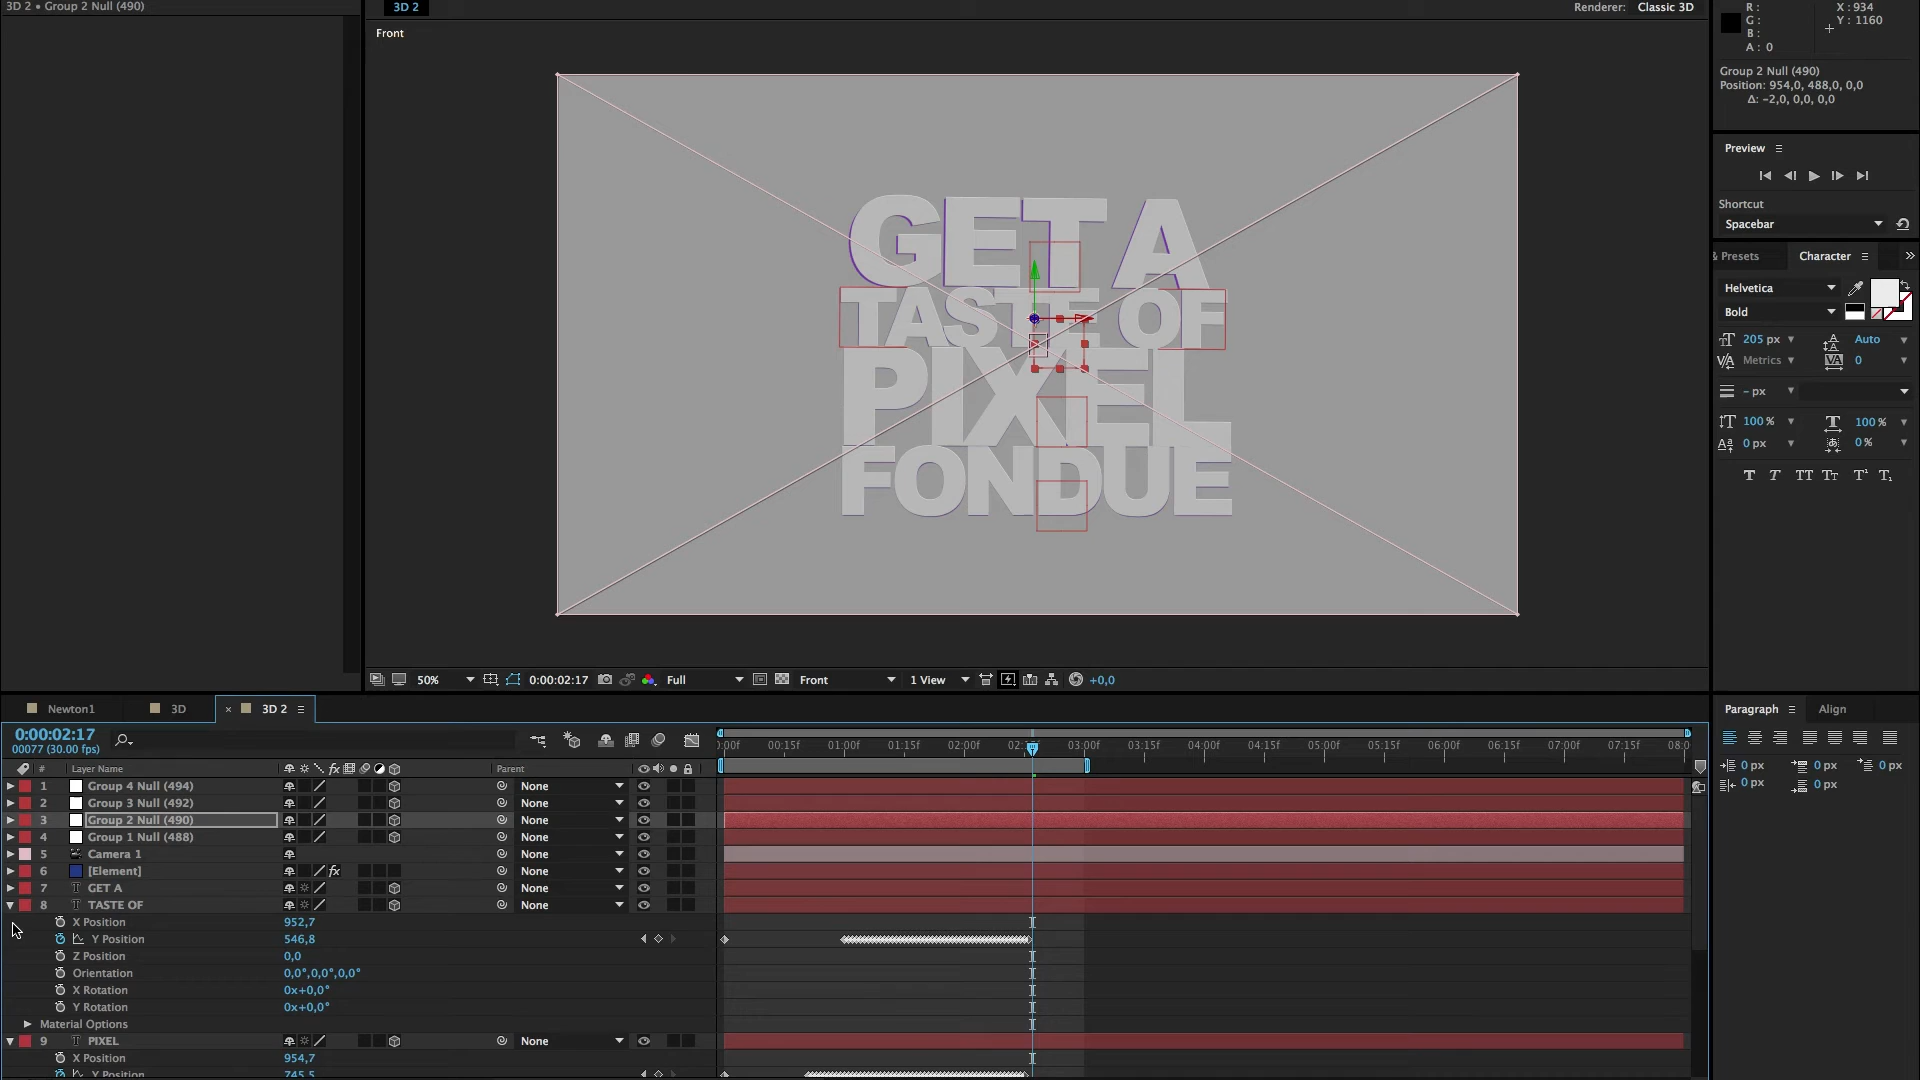 3D 2 • Group 2 Null (490)
3D 2
Renderer: Classic 3D
Front
R :
G :
B :
A : 0
X : 934
Y : 1160
Group 2 Null (490)
Position: 954,0, 488,0, 0,0
Δ: -2,0, 0,0, 0,0
Preview
Shortcut
Spacebar
& Presets
Character
Helvetica
Bold
205 px
Auto
Metrics
0
- px
100 %
100 %
0 px
0 %
GET A
TASTE OF
PIXEL
FONDUE
50%
0:00:02:17
Full
Front
1 View
+0,0
Newton1
3D
3D 2
Paragraph
Align
0 px
0 px
0 px
0 px
0 px
0:00:02:17
00077 (30.00 fps)
:00f 00:15f 01:00f 01:15f 02:00f 02: 03:00f 03:15f 04:00f 04:15f 05:00f 05:15f 06:00f 06:15f 07:00f 07:15f 08:0
# Layer Name Parent
1 Group 4 Null (494) None
2 Group 3 Null (492) None
3 Group 2 Null (490) None
4 Group 1 Null (488) None
5 Camera 1 None
6 [Element] fx None
7 GET A None
8 TASTE OF None
X Position 952,7
Y Position 546,8
Z Position 0,0
Orientation 0,0°,0,0°,0,0°
X Rotation 0x+0,0°
Y Rotation 0x+0,0°
Material Options
9 PIXEL None
X Position 954,7
Y Position 745,5